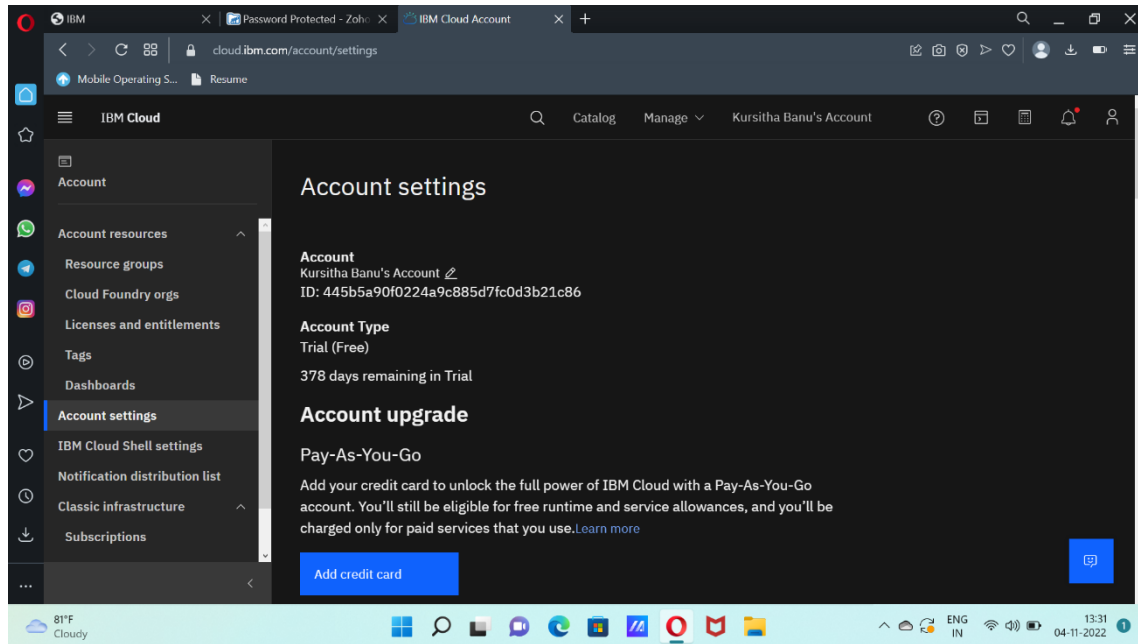 IBM
Password Protected - Zoho
IBM Cloud Account
cloud.ibm.com/account/settings
Mobile Operating S...
Resume
IBM Cloud
Catalog
Manage
Kursitha Banu's Account
Account
Account resources
Resource groups
Cloud Foundry orgs
Licenses and entitlements
Tags
Dashboards
Account settings
IBM Cloud Shell settings
Notification distribution list
Classic infrastructure
Subscriptions
Account settings
Account
Kursitha Banu's Account
ID: 445b5a90f0224a9c885d7fc0d3b21c86
Account Type
Trial (Free)
378 days remaining in Trial
Account upgrade
Pay-As-You-Go
Add your credit card to unlock the full power of IBM Cloud with a Pay-As-You-Go
account. You'll still be eligible for free runtime and service allowances, and you'll be
charged only for paid services that you use.Learn more
Add credit card
81°F
Cloudy
ENG
IN
13:31
04-11-2022
1